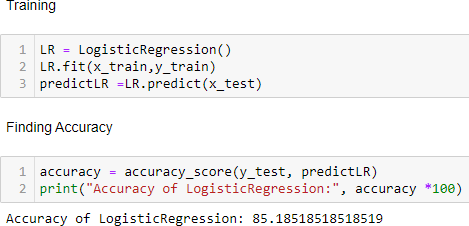 Training
1 LR = LogisticRegression()
2 LR.fit(x_train,y_train)
3 predictLR =LR.predict(x_test)
Finding Accuracy
1 accuracy = accuracy_score(y_test, predictLR)
2 print("Accuracy of LogisticRegression:", accuracy *100)
Accuracy of LogisticRegression: 85.18518518518519